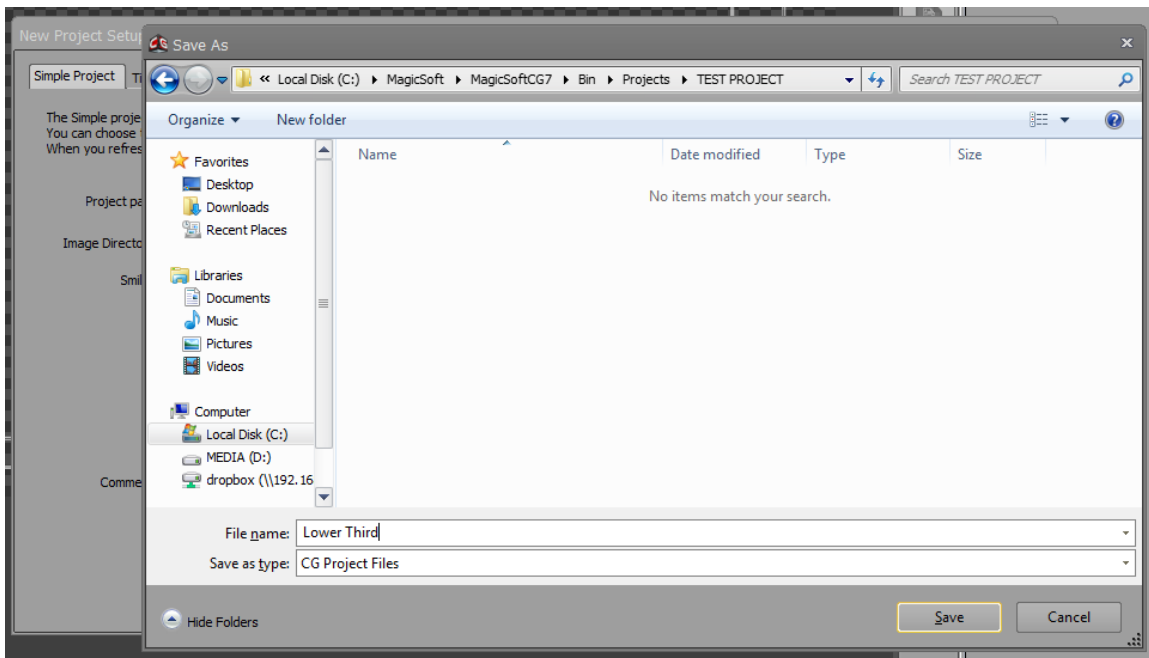 New Project Setu
Save As
Simple Project
« Local Disk (C:) MagicSoft MagicSoftCG7 Bin Projects TEST PROJECT
Search TEST PROJECT
The Simple proje
You can choose
When you refres
Project pa
Image Directo
Smil
Comme
Organize New folder
Favorites
Desktop
Downloads
Recent Places
Libraries
Documents
Music
Pictures
Videos
Computer
Local Disk (C:)
MEDIA (D:)
dropbox (\\192.16
Name Date modified Type Size
No items match your search.
File name: Lower Third
Save as type: CG Project Files
Hide Folders
Save Cancel